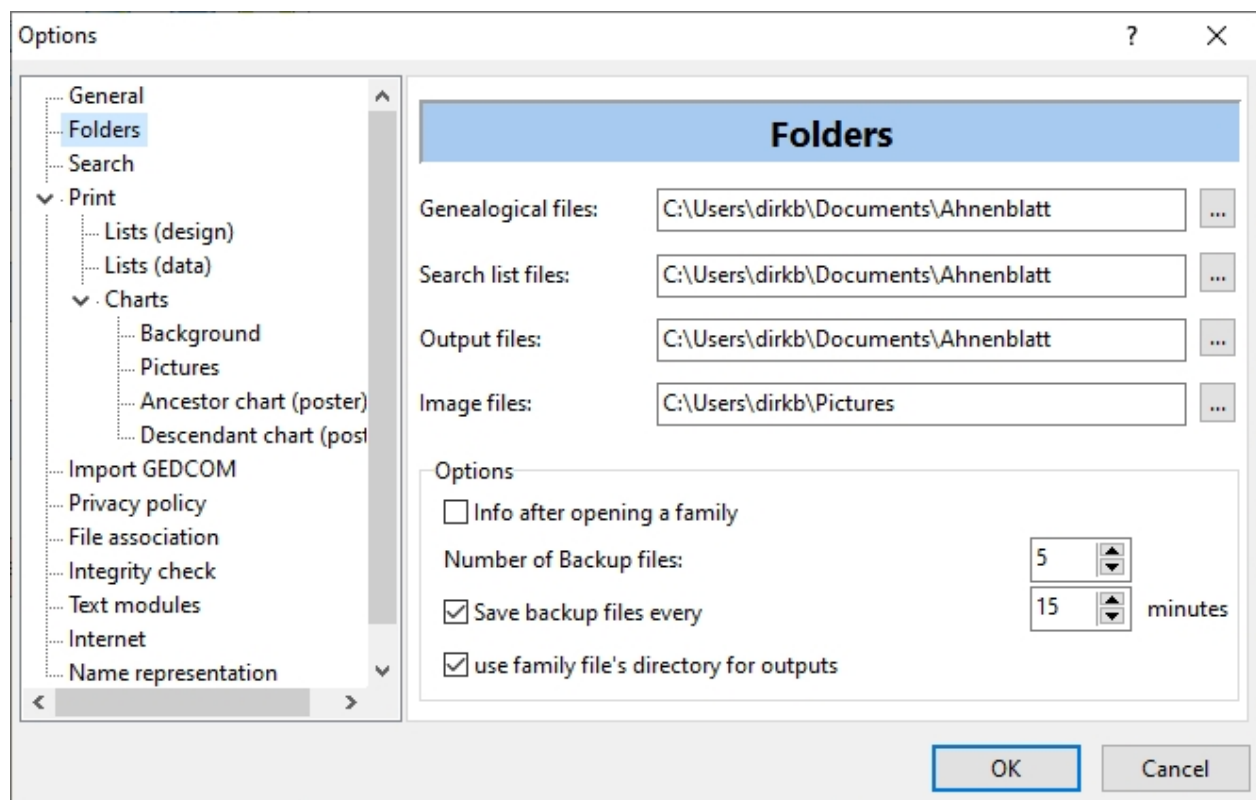 Options
?
General
Folders
Search
Print
Lists (design)
Lists (data)
Charts
Background
Pictures
Ancestor chart (poster)
Descendant chart (post
Import GEDCOM
Privacy policy
File association
Integrity check
Text modules
Internet
Name representation
Folders
Genealogical files: C:\Users\dirkb\Documents\Ahnenblatt ...
Search list files: C:\Users\dirkb\Documents\Ahnenblatt ...
Output files: C:\Users\dirkb\Documents\Ahnenblatt ...
Image files: C:\Users\dirkb\Pictures ...
Options
Info after opening a family
Number of Backup files: 5
Save backup files every 15 minutes
use family file's directory for outputs
OK Cancel